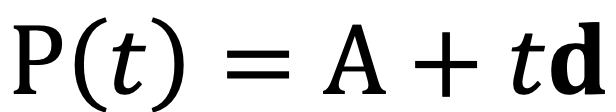 P(t) = A + td